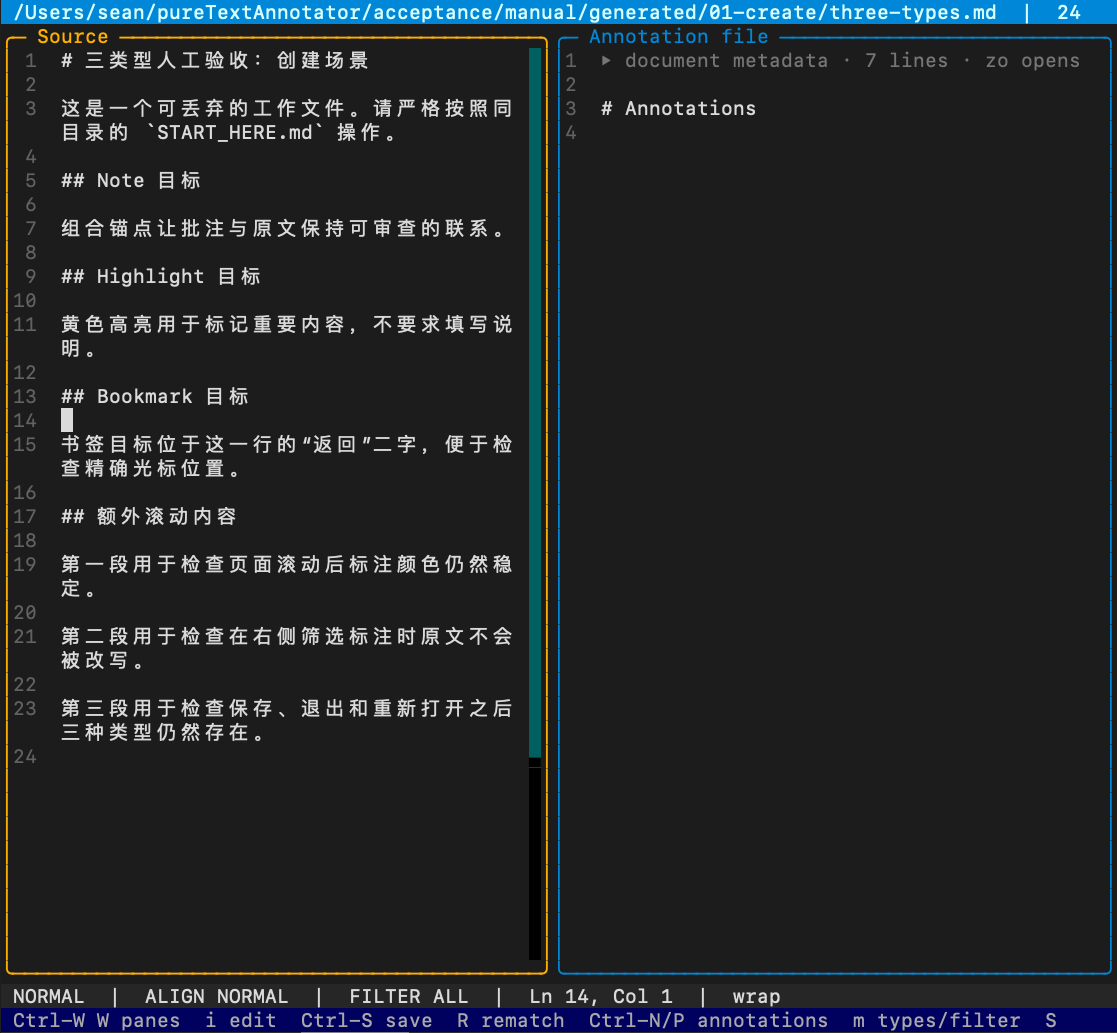 /Users/sean/pureTextAnnotator/acceptance/manual/generated/01-create/three-types.md | 24
Source
1 # 三类型人工验收：创建场景
2
3 这是一个可丢弃的工作文件。请严格按照同
目录的 `START_HERE.md` 操作。
4
5 ## Note 目标
6
7 组合锚点让批注与原文保持可审查的联系。
8
9 ## Highlight 目标
10
11 黄色高亮用于标记重要内容，不要求填写说
明。
12
13 ## Bookmark 目标
14
15 书签目标位于这一行的“返回”二字，便于检
查精确光标位置。
16
17 ## 额外滚动内容
18
19 第一段用于检查页面滚动后标注颜色仍然稳
定。
20
21 第二段用于检查在右侧筛选标注时原文不会
被改写。
22
23 第三段用于检查保存、退出和重新打开之后
三种类型仍然存在。
24
Annotation file
1 ▸ document metadata · 7 lines · zo opens
2
3 # Annotations
4
NORMAL | ALIGN NORMAL | FILTER ALL | Ln 14, Col 1 | wrap
Ctrl-W W panes i edit Ctrl-S save R rematch Ctrl-N/P annotations m types/filter S